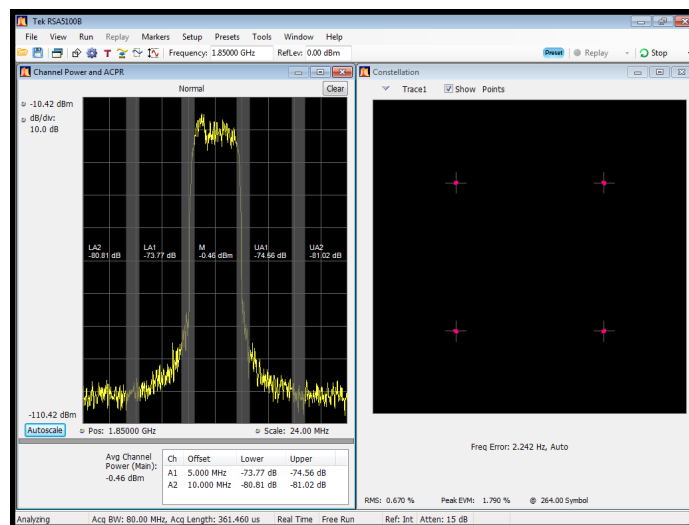 Tek RSA5100B
File View Run Replay Markers Setup Presets Tools Window Help
Frequency: 1.85000 GHz RefLev: 0.00 dBm Preset Replay Stop
Channel Power and ACPR
Normal Clear
-10.42 dBm
dB/div:
10.0 dB
LA2 LA1 M UA1 UA2
-80.81 dB -73.77 dB -0.46 dBm -74.56 dB -81.02 dB
-110.42 dBm
Autoscale Pos: 1.85000 GHz Scale: 24.00 MHz
Avg Channel
Power (Main):
-0.46 dBm
Ch Offset Lower Upper
A1 5.000 MHz -73.77 dB -74.56 dB
A2 10.000 MHz -80.81 dB -81.02 dB
Constellation
Trace1 Show Points
Freq Error: 2.242 Hz, Auto
RMS: 0.670 % Peak EVM: 1.790 % @ 264.00 Symbol
Analyzing Acq BW: 80.00 MHz, Acq Length: 361.460 us Real Time Free Run Ref: Int Atten: 15 dB